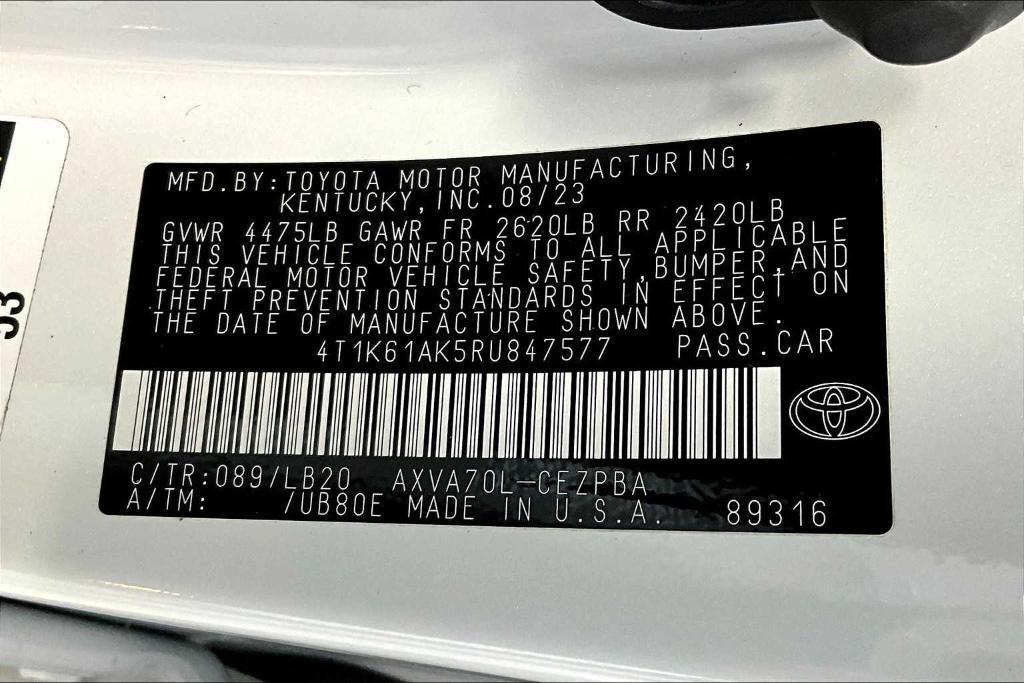 MFD.BY:TOYOTA MOTOR MANUFACTURING,
KENTUCKY,INC.08/23
GVWR 4475LB GAWR FR 2620LB RR 2420LB
THIS VEHICLE CONFORMS TO ALL APPLICABLE
FEDERAL MOTOR VEHICLE SAFETY,BUMPER,AND
THEFT PREVENTION STANDARDS IN EFFECT ON
THE DATE OF MANUFACTURE SHOWN ABOVE.
4T1K61AK5RU847577 PASS.CAR
C/TR:089/LB20 AXVA70L-CEZPBA
A/TM: /UB80E MADE IN U.S.A. 89316